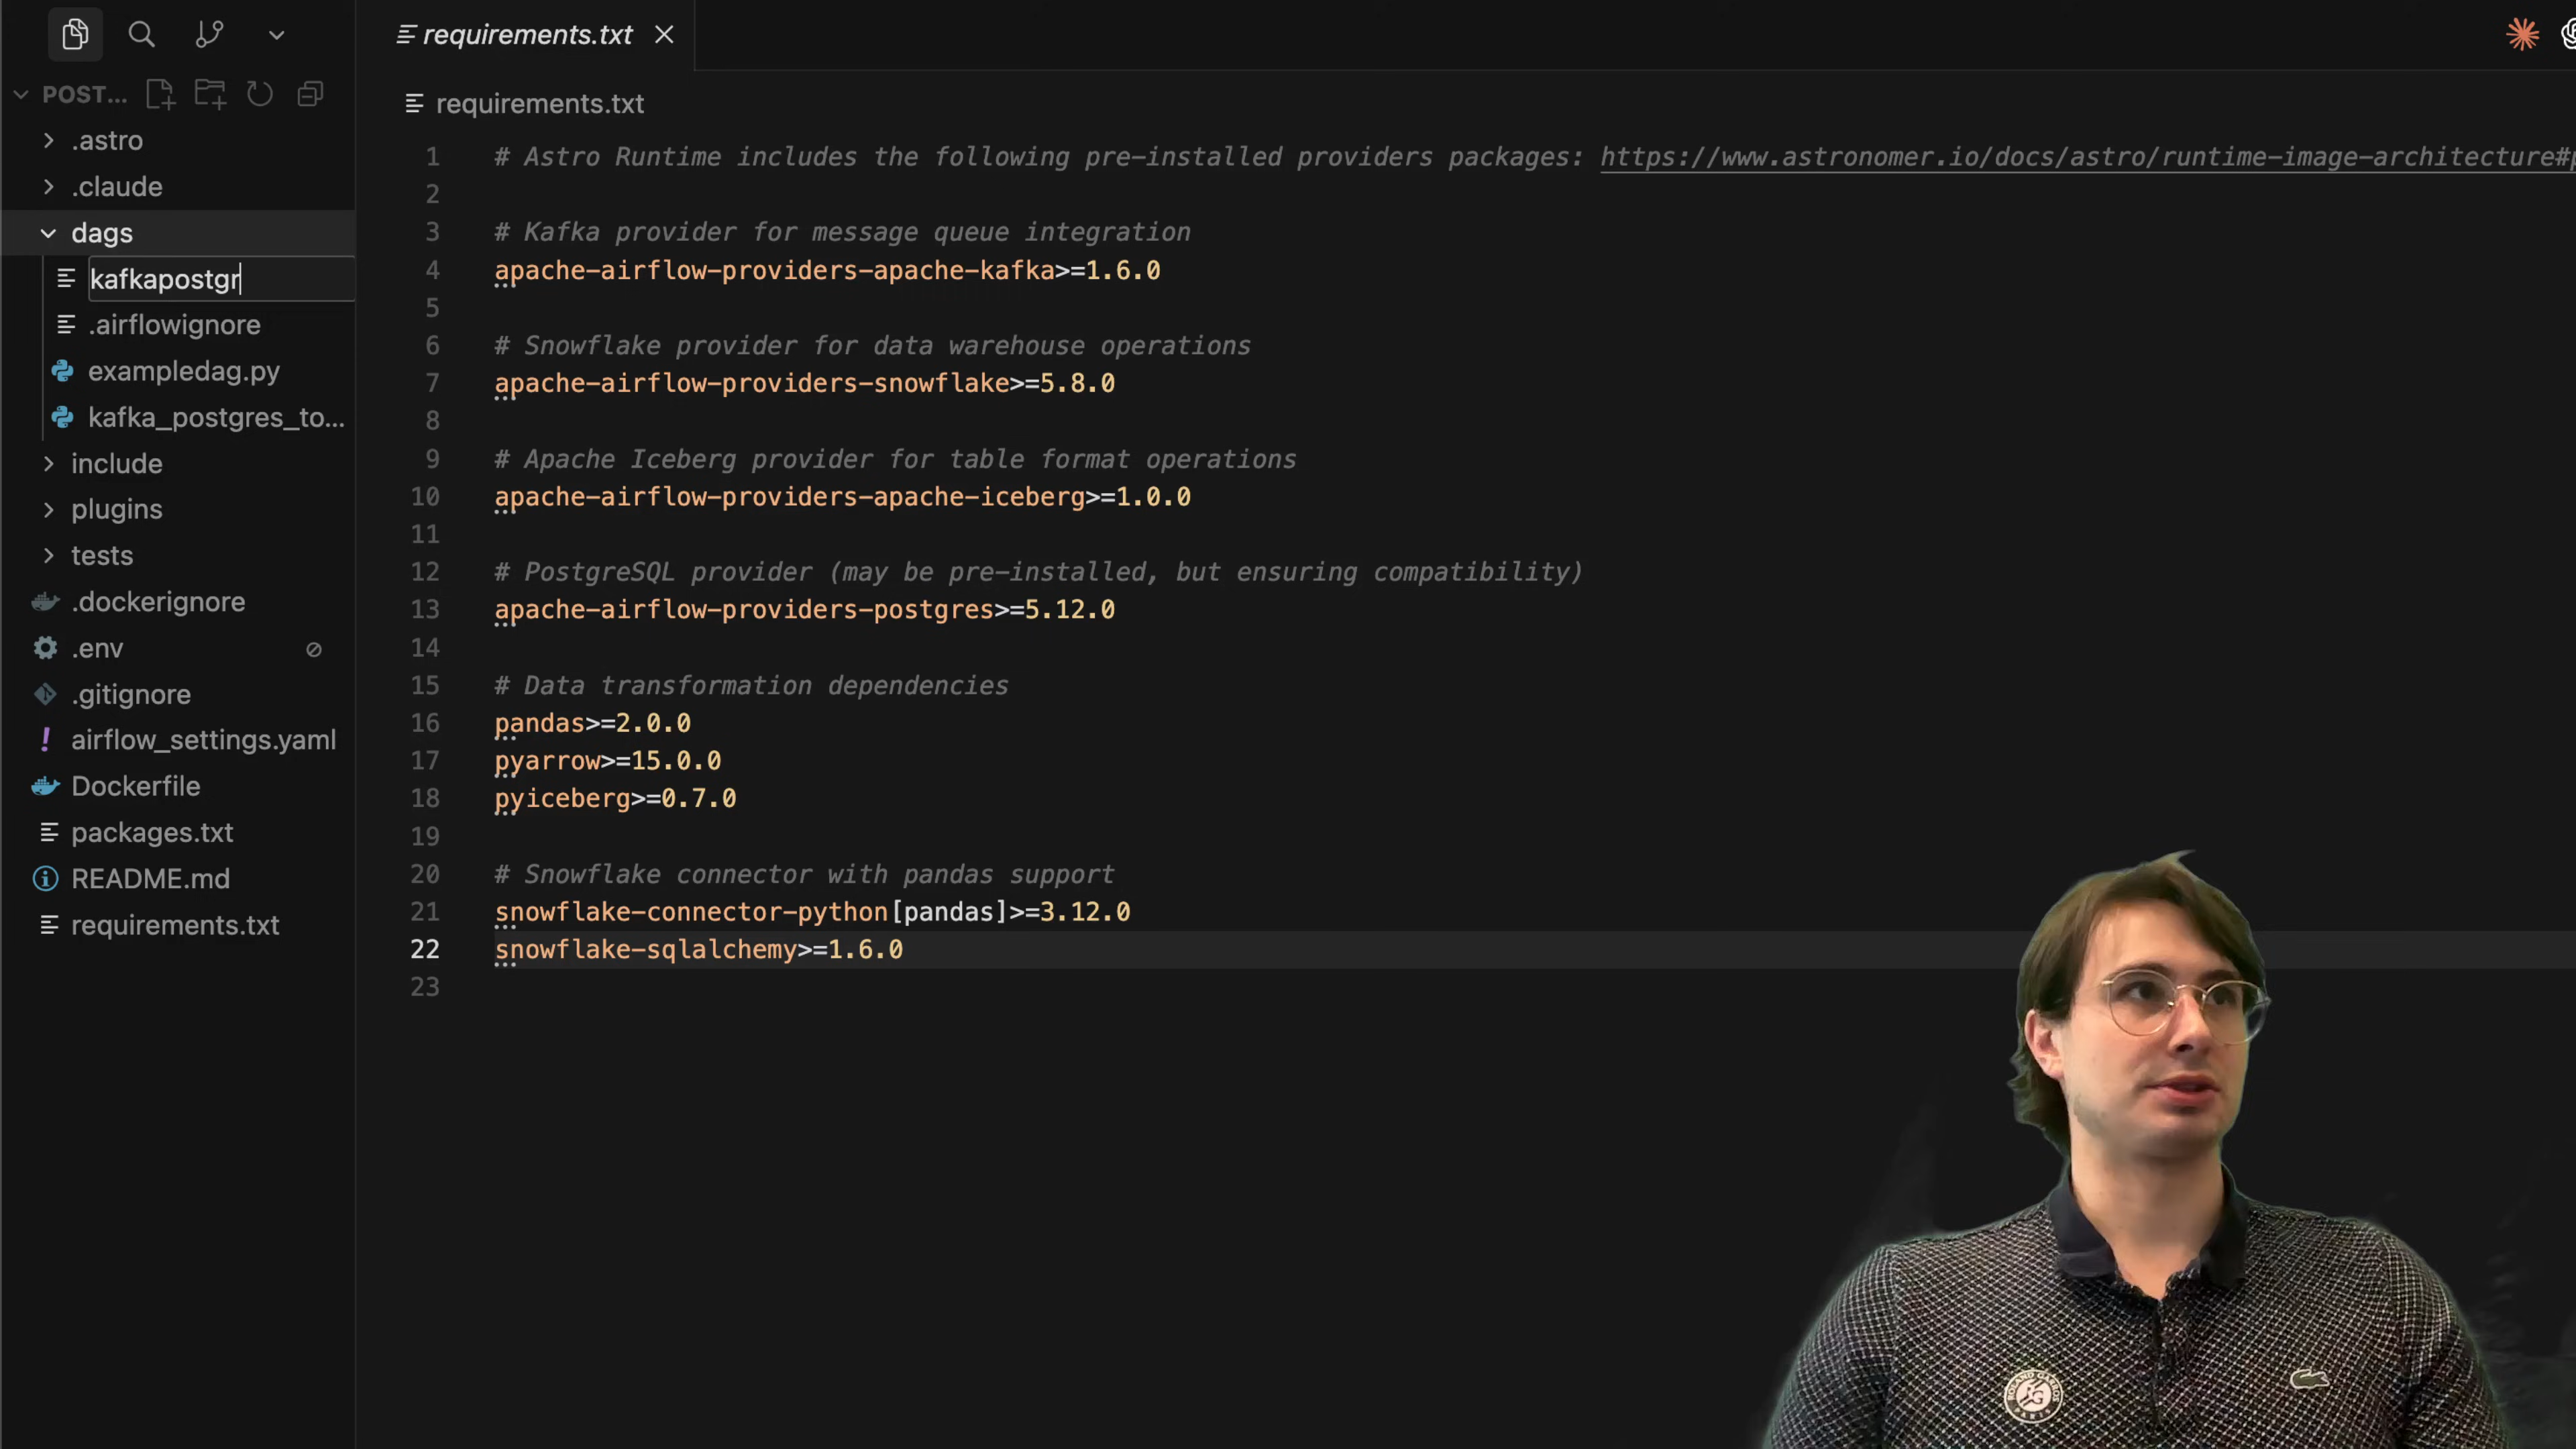 requirements.txt
POST...
.astro
.claude
dags
kafkapostgr
.airflowignore
exampledag.py
kafka_postgres_to...
include
plugins
tests
.dockerignore
.env
.gitignore
airflow_settings.yaml
Dockerfile
packages.txt
README.md
requirements.txt
requirements.txt
1 # Astro Runtime includes the following pre-installed providers packages: https://www.astronomer.io/docs/astro/runtime-image-architecture#p
2
3 # Kafka provider for message queue integration
4 apache-airflow-providers-apache-kafka>=1.6.0
5
6 # Snowflake provider for data warehouse operations
7 apache-airflow-providers-snowflake>=5.8.0
8
9 # Apache Iceberg provider for table format operations
10 apache-airflow-providers-apache-iceberg>=1.0.0
11
12 # PostgreSQL provider (may be pre-installed, but ensuring compatibility)
13 apache-airflow-providers-postgres>=5.12.0
14
15 # Data transformation dependencies
16 pandas>=2.0.0
17 pyarrow>=15.0.0
18 pyiceberg>=0.7.0
19
20 # Snowflake connector with pandas support
21 snowflake-connector-python[pandas]>=3.12.0
22 snowflake-sqlalchemy>=1.6.0
23
ROLAND GARROS
RG
PARIS